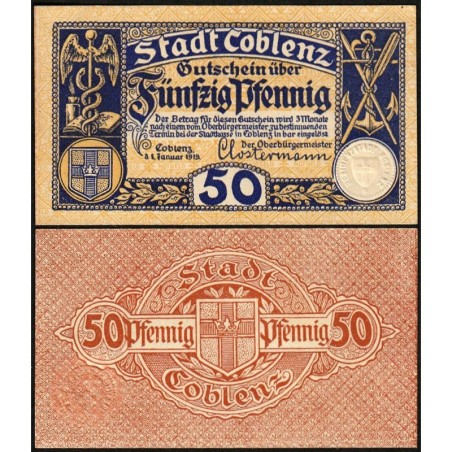 Stadt Coblenz
Gutschein über
Fünfzig Pfennig
Der Betrag für diesen Gutschein wird 3 Monate
nach einem vom Oberbürgermeister zu bestimmenden
Termin bei der Stadtkasse in Coblenz in bar eingelöst.
Coblenz, Der Oberbürgermeister
d 1. Januar 1919. Clostermann
50
Stadt
50 Pfennig Pfennig 50
Coblenz